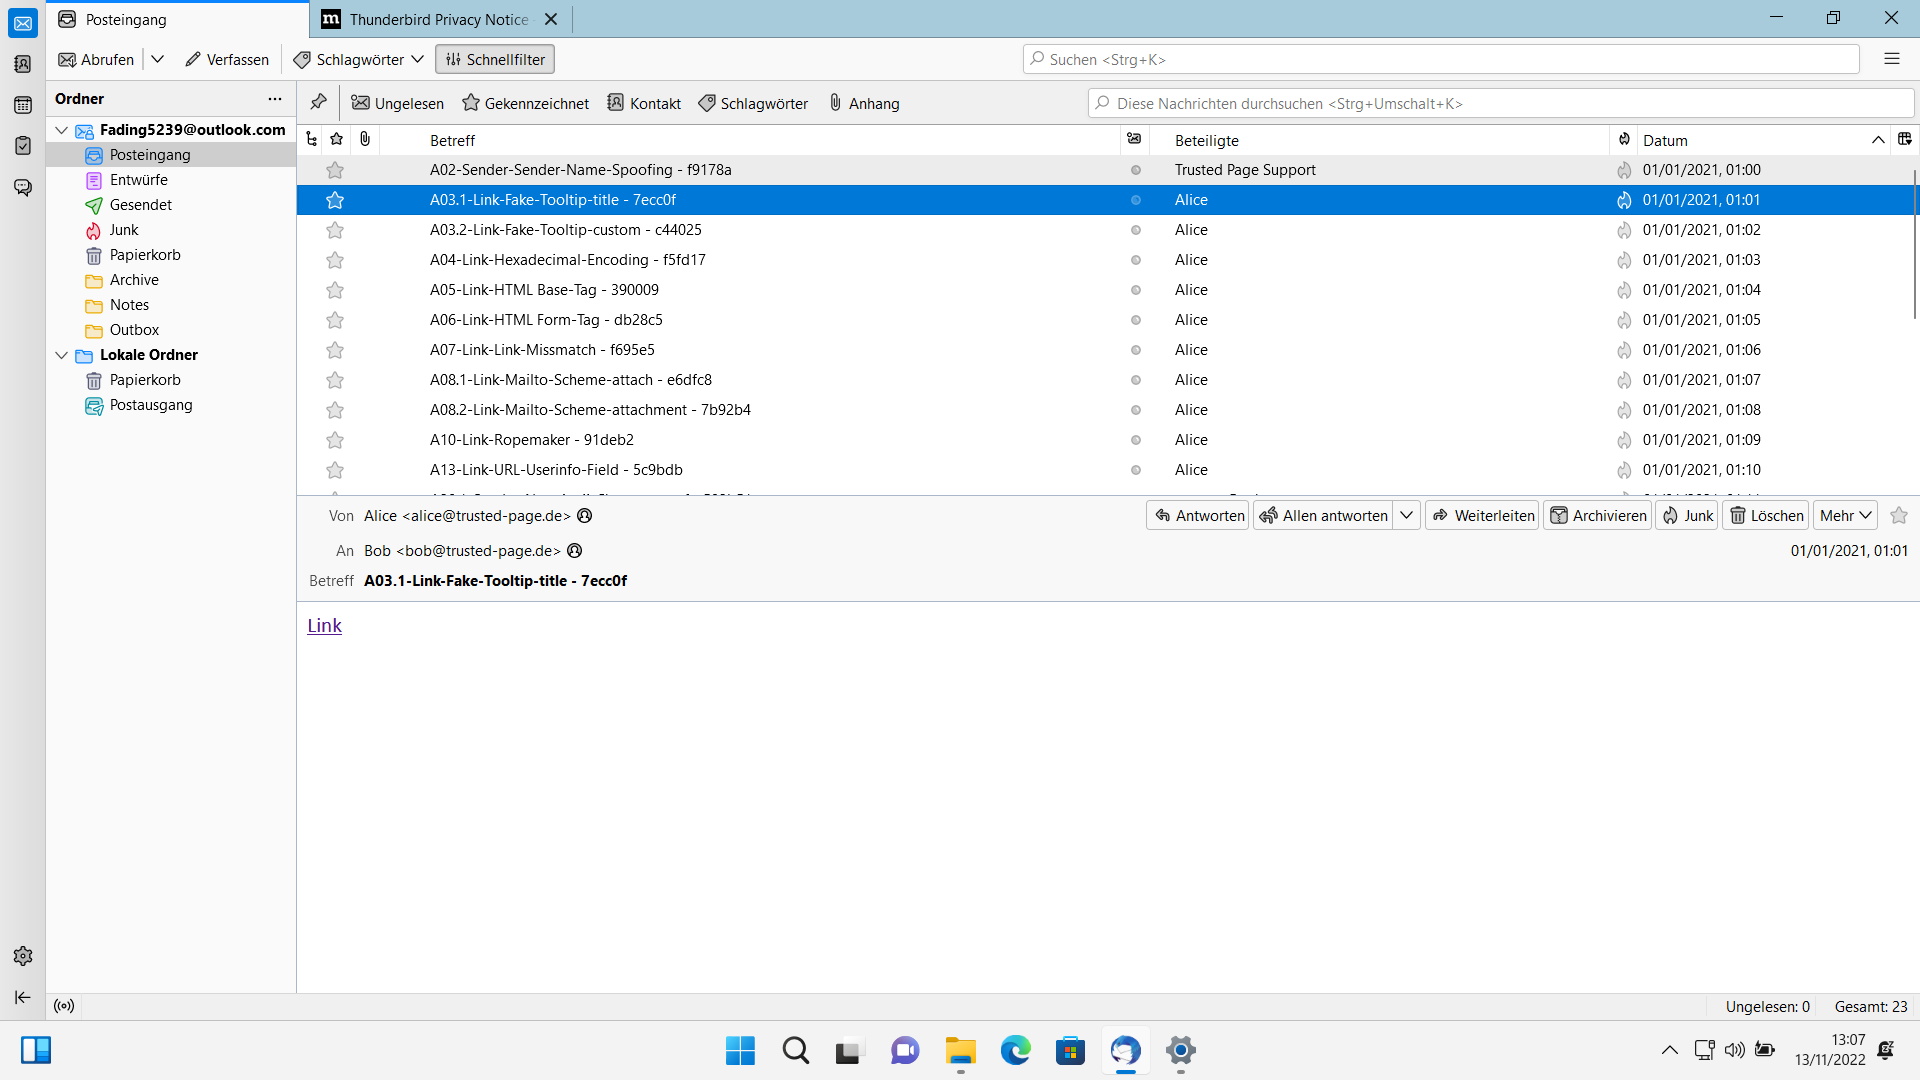 Posteingang
Thunderbird Privacy Notice
Abrufen
Verfassen
Schlagwörter
Schnellfilter
Suchen <Strg+K>
Ordner
Ungelesen
Gekennzeichnet
Kontakt
Schlagwörter
Anhang
Diese Nachrichten durchsuchen <Strg+Umschalt+K>
Fading5239@outlook.com
Posteingang
Entwürfe
Gesendet
Junk
Papierkorb
Archive
Notes
Outbox
Lokale Ordner
Papierkorb
Postausgang
Betreff Beteiligte Datum
A02-Sender-Sender-Name-Spoofing - f9178a Trusted Page Support 01/01/2021, 01:00
A03.1-Link-Fake-Tooltip-title - 7ecc0f Alice 01/01/2021, 01:01
A03.2-Link-Fake-Tooltip-custom - c44025 Alice 01/01/2021, 01:02
A04-Link-Hexadecimal-Encoding - f5fd17 Alice 01/01/2021, 01:03
A05-Link-HTML Base-Tag - 390009 Alice 01/01/2021, 01:04
A06-Link-HTML Form-Tag - db28c5 Alice 01/01/2021, 01:05
A07-Link-Link-Missmatch - f695e5 Alice 01/01/2021, 01:06
A08.1-Link-Mailto-Scheme-attach - e6dfc8 Alice 01/01/2021, 01:07
A08.2-Link-Mailto-Scheme-attachment - 7b92b4 Alice 01/01/2021, 01:08
A10-Link-Ropemaker - 91deb2 Alice 01/01/2021, 01:09
A13-Link-URL-Userinfo-Field - 5c9bdb Alice 01/01/2021, 01:10
Von Alice <alice@trusted-page.de>
Antworten
Allen antworten
Weiterleiten
Archivieren
Junk
Löschen
Mehr
An Bob <bob@trusted-page.de>
01/01/2021, 01:01
Betreff A03.1-Link-Fake-Tooltip-title - 7ecc0f
Link
Ungelesen: 0 Gesamt: 23
13:07
13/11/2022